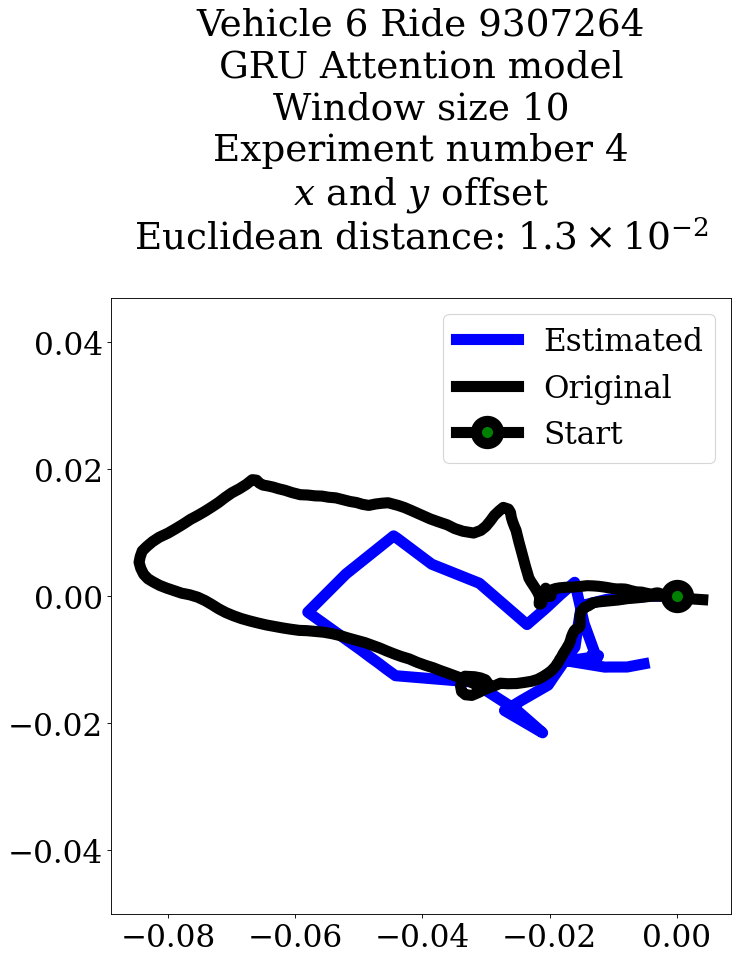 Vehicle 6 Ride 9307264
GRU Attention model
Window size 10
Experiment number 4
x and y offset
Euclidean distance: 1.3 × 10⁻²
Estimated
Original
Start
0.04
0.02
0.00
−0.02
−0.04
−0.08 −0.06 −0.04 −0.02 0.00